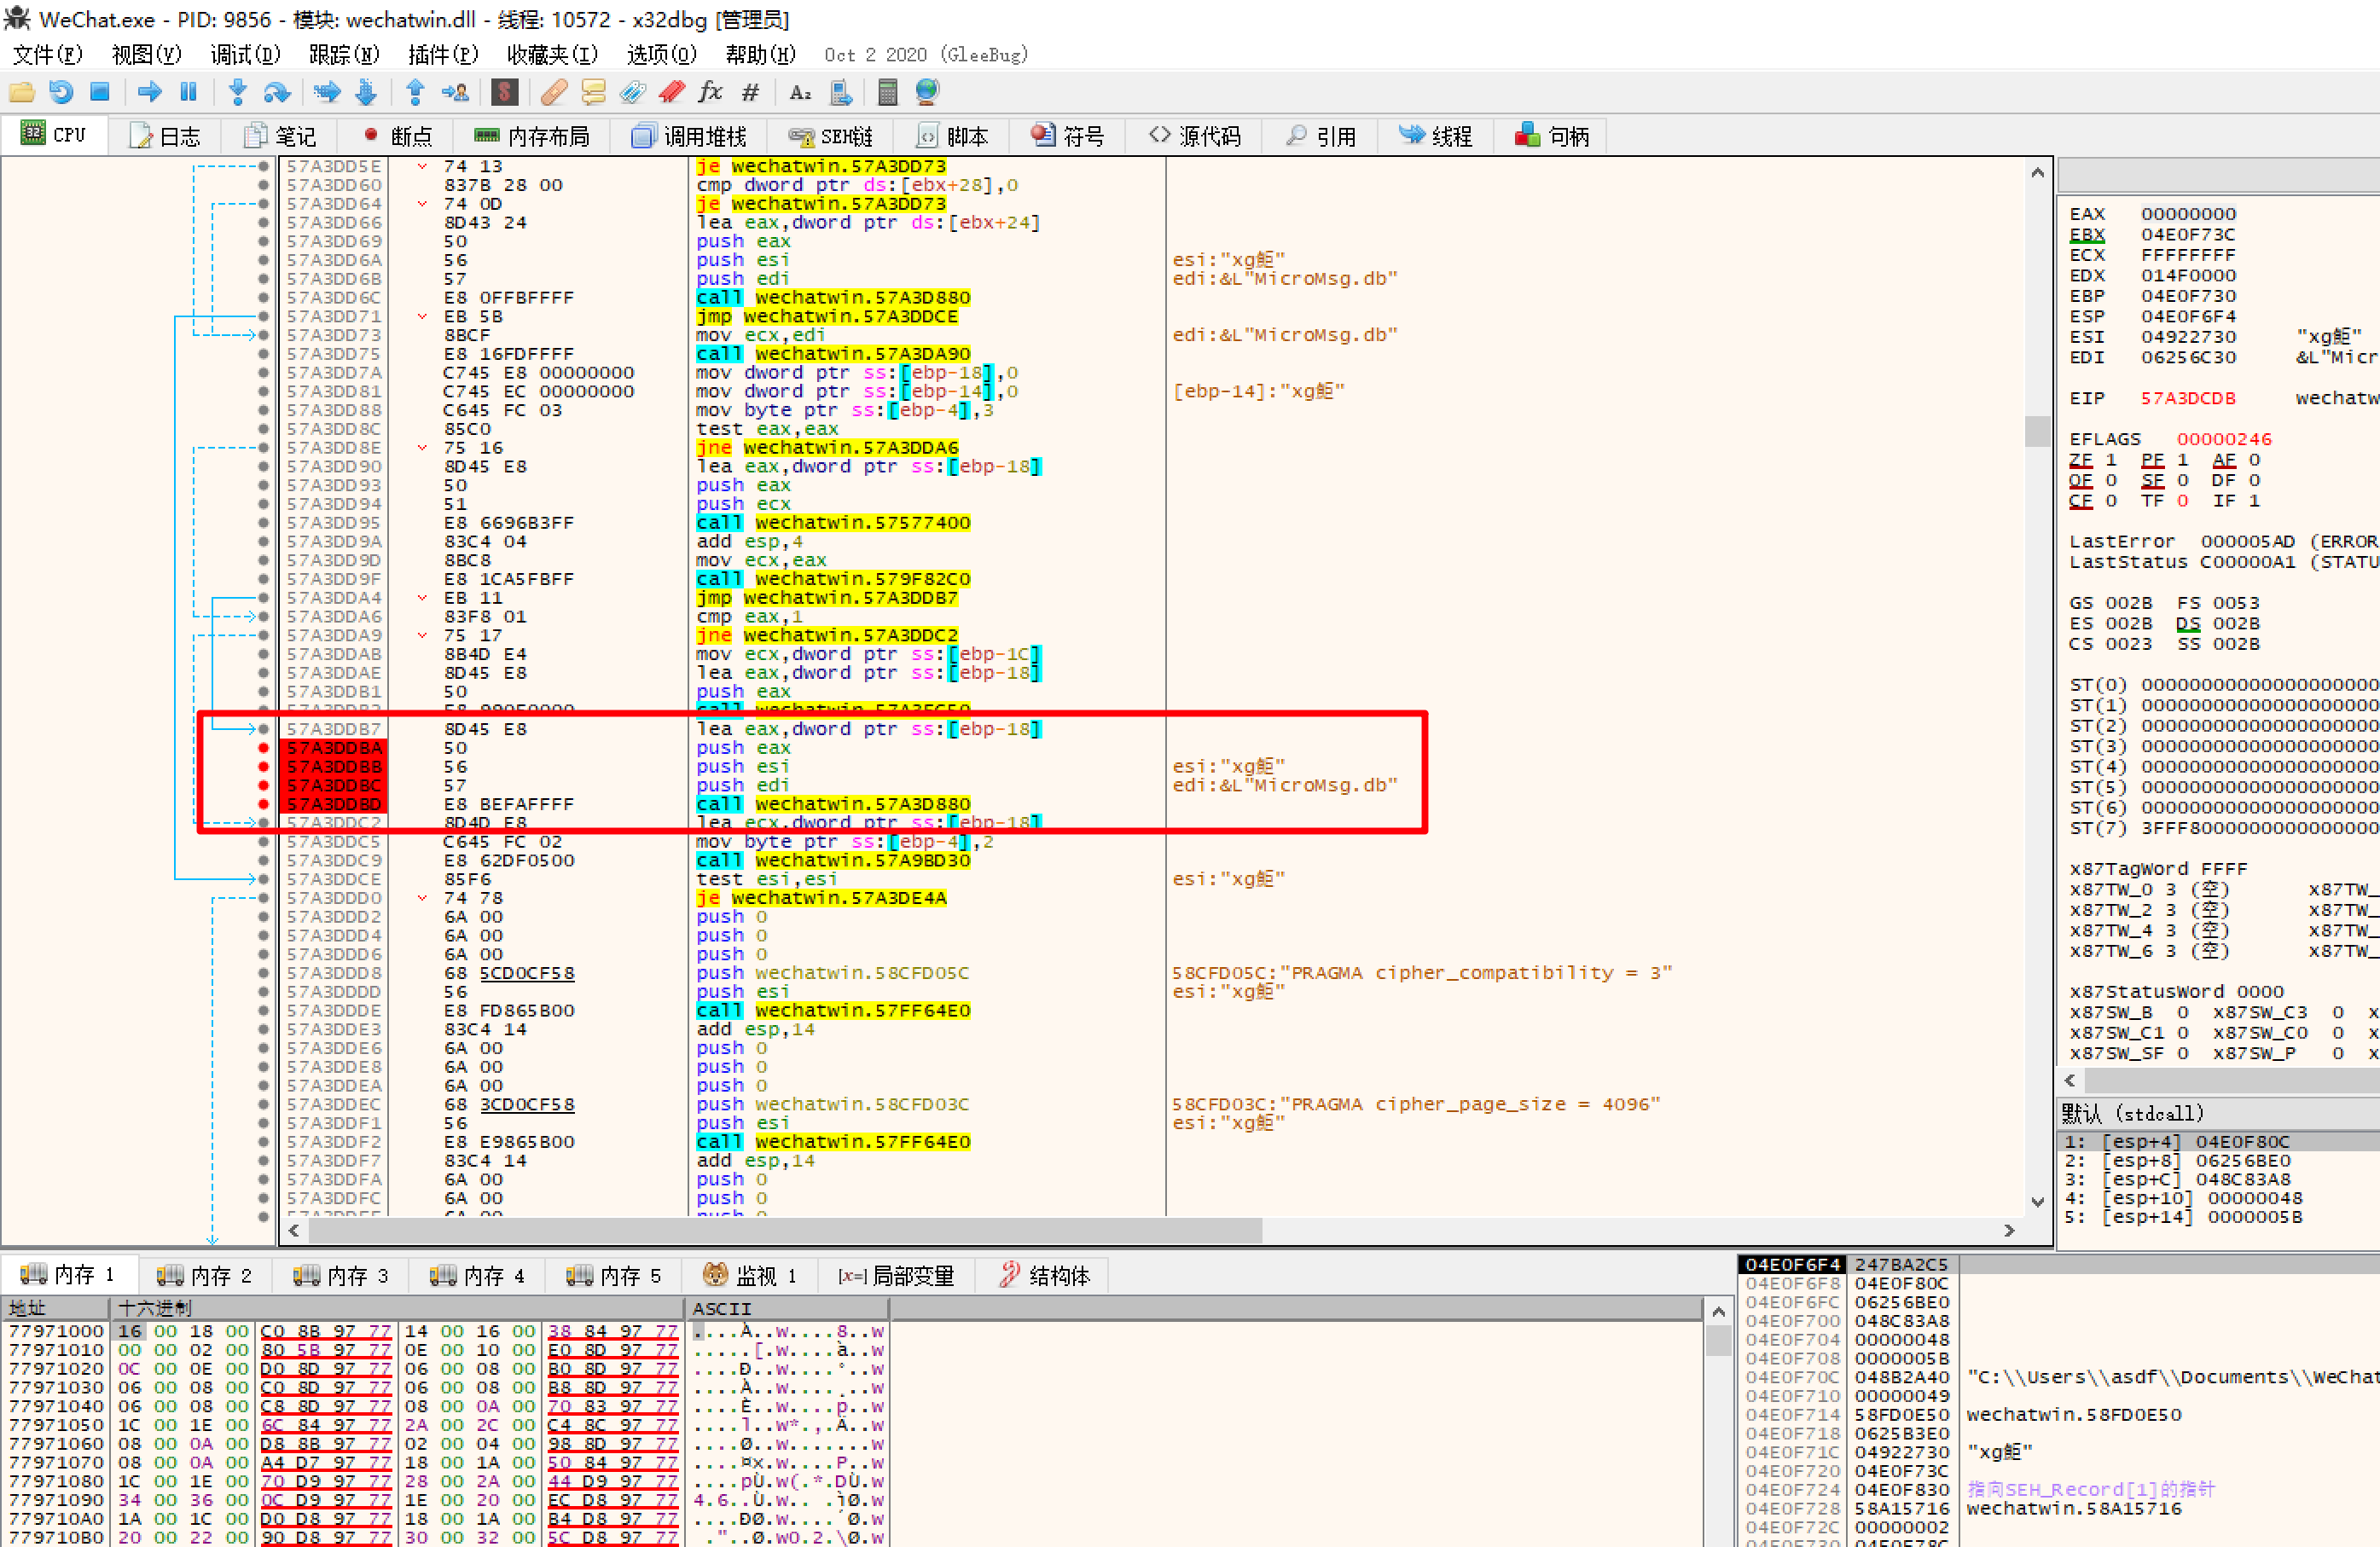 WeChat.exe - PID: 9856 - 模块: wechatwin.dll - 线程: 10572 - x32dbg [管理员]
文件(F) 视图(V) 调试(D) 跟踪(N) 插件(P) 收藏夹(I) 选项(O) 帮助(H) Oct 2 2020 (GleeBug)
CPU 日志 笔记 断点 内存布局 调用堆栈 SEH链 脚本 符号 源代码 引用 线程 句柄
57A3DD5E 74 13 je wechatwin.57A3DD73
57A3DD60 837B 28 00 cmp dword ptr ds:[ebx+28],0
57A3DD64 74 0D je wechatwin.57A3DD73
57A3DD66 8D43 24 lea eax,dword ptr ds:[ebx+24]
57A3DD69 50 push eax
57A3DD6A 56 push esi esi:"xg鉅"
57A3DD6B 57 push edi edi:&L"MicroMsg.db"
57A3DD6C E8 0FFBFFFF call wechatwin.57A3D880
57A3DD71 EB 5B jmp wechatwin.57A3DDCE
57A3DD73 8BCF mov ecx,edi edi:&L"MicroMsg.db"
57A3DD75 E8 16FDFFFF call wechatwin.57A3DA90
57A3DD7A C745 E8 00000000 mov dword ptr ss:[ebp-18],0
57A3DD81 C745 EC 00000000 mov dword ptr ss:[ebp-14],0 [ebp-14]:"xg鉅"
57A3DD88 C645 FC 03 mov byte ptr ss:[ebp-4],3
57A3DD8C 85C0 test eax,eax
57A3DD8E 75 16 jne wechatwin.57A3DDA6
57A3DD90 8D45 E8 lea eax,dword ptr ss:[ebp-18]
57A3DD93 50 push eax
57A3DD94 51 push ecx
57A3DD95 E8 6696B3FF call wechatwin.57577400
57A3DD9A 83C4 04 add esp,4
57A3DD9D 8BC8 mov ecx,eax
57A3DD9F E8 1CA5FBFF call wechatwin.579F82C0
57A3DDA4 EB 11 jmp wechatwin.57A3DDB7
57A3DDA6 83F8 01 cmp eax,1
57A3DDA9 75 17 jne wechatwin.57A3DDC2
57A3DDAB 8B4D E4 mov ecx,dword ptr ss:[ebp-1C]
57A3DDAE 8D45 E8 lea eax,dword ptr ss:[ebp-18]
57A3DDB1 50 push eax
57A3DDB7 8D45 E8 lea eax,dword ptr ss:[ebp-18]
57A3DDBA 50 push eax
57A3DDBB 56 push esi esi:"xg鉅"
57A3DDBC 57 push edi edi:&L"MicroMsg.db"
57A3DDBD E8 BEFAFFFF call wechatwin.57A3D880
57A3DDC2 8D4D E8 lea ecx,dword ptr ss:[ebp-18]
57A3DDC5 C645 FC 02 mov byte ptr ss:[ebp-4],2
57A3DDC9 E8 62DF0500 call wechatwin.57A9BD30
57A3DDCE 85F6 test esi,esi esi:"xg鉅"
57A3DDD0 74 78 je wechatwin.57A3DE4A
57A3DDD2 6A 00 push 0
57A3DDD4 6A 00 push 0
57A3DDD6 6A 00 push 0
57A3DDD8 68 5CD0CF58 push wechatwin.58CFD05C 58CFD05C:"PRAGMA cipher_compatibility = 3"
57A3DDDD 56 push esi esi:"xg鉅"
57A3DDDE E8 FD865B00 call wechatwin.57FF64E0
57A3DDE3 83C4 14 add esp,14
57A3DDE6 6A 00 push 0
57A3DDE8 6A 00 push 0
57A3DDEA 6A 00 push 0
57A3DDEC 68 3CD0CF58 push wechatwin.58CFD03C 58CFD03C:"PRAGMA cipher_page_size = 4096"
57A3DDF1 56 push esi esi:"xg鉅"
57A3DDF2 E8 E9865B00 call wechatwin.57FF64E0
57A3DDF7 83C4 14 add esp,14
57A3DDFA 6A 00 push 0
57A3DDFC 6A 00 push 0
EAX 00000000
EBX 04E0F73C
ECX FFFFFFFF
EDX 014F0000
EBP 04E0F730
ESP 04E0F6F4
ESI 04922730 "xg鉅"
EDI 06256C30 &L"Micr
EIP 57A3DCDB wechatw
EFLAGS 00000246
ZF 1 PF 1 AF 0
OF 0 SF 0 DF 0
CF 0 TF 0 IF 1
LastError 000005AD (ERROR
LastStatus C00000A1 (STATU
GS 002B FS 0053
ES 002B DS 002B
CS 0023 SS 002B
ST(0) 00000000000000000000
ST(1) 00000000000000000000
ST(2) 00000000000000000000
ST(3) 00000000000000000000
ST(4) 00000000000000000000
ST(5) 00000000000000000000
ST(6) 00000000000000000000
ST(7) 3FFF8000000000000000
x87TagWord FFFF
x87TW_0 3 (空) x87TW_
x87TW_2 3 (空) x87TW_
x87TW_4 3 (空) x87TW_
x87TW_6 3 (空) x87TW_
x87StatusWord 0000
x87SW_B 0 x87SW_C3 0 x
x87SW_C1 0 x87SW_C0 0 x
x87SW_SF 0 x87SW_P 0 x
默认 (stdcall)
1: [esp+4] 04E0F80C
2: [esp+8] 06256BE0
3: [esp+C] 048C83A8
4: [esp+10] 00000048
5: [esp+14] 0000005B
内存 1 内存 2 内存 3 内存 4 内存 5 监视 1 [x=] 局部变量 结构体
地址 十六进制 ASCII
77971000 16 00 18 00 C0 8B 97 77 14 00 16 00 38 84 97 77 ....À..w....8..w
77971010 00 00 02 00 80 5B 97 77 0E 00 10 00 E0 8D 97 77 .....[.w....à..w
77971020 0C 00 0E 00 D0 8D 97 77 06 00 08 00 B0 8D 97 77 ....Ð..w....°..w
77971030 06 00 08 00 C0 8D 97 77 06 00 08 00 B8 8D 97 77 ....À..w....¸..w
77971040 06 00 08 00 C8 8D 97 77 08 00 0A 00 70 83 97 77 ....È..w....p..w
77971050 1C 00 1E 00 6C 84 97 77 2A 00 2C 00 C4 8C 97 77 ....l..w*.,.Ä..w
77971060 08 00 0A 00 D8 8B 97 77 02 00 04 00 98 8D 97 77 ....Ø..w.......w
77971070 08 00 0A 00 A4 D7 97 77 18 00 1A 00 50 84 97 77 ....¤×.w....P..w
77971080 1C 00 1E 00 70 D9 97 77 28 00 2A 00 44 D9 97 77 ....pÙ.w(.*.DÙ.w
77971090 34 00 36 00 0C D9 97 77 1E 00 20 00 EC D8 97 77 4.6..Ù.w.. .ìØ.w
779710A0 1A 00 1C 00 D0 D8 97 77 18 00 1A 00 B4 D8 97 77 ....ÐØ.w....´Ø.w
779710B0 20 00 22 00 90 D8 97 77 30 00 32 00 5C D8 97 77  ."..Ø.w0.2.\Ø.w
04E0F6F4 247BA2C5
04E0F6F8 04E0F80C
04E0F6FC 06256BE0
04E0F700 048C83A8
04E0F704 00000048
04E0F708 0000005B
04E0F70C 048B2A40 "C:\\Users\\asdf\\Documents\\WeChat
04E0F710 00000049
04E0F714 58FD0E50 wechatwin.58FD0E50
04E0F718 0625B3E0
04E0F71C 04922730 "xg鉅"
04E0F720 04E0F73C
04E0F724 04E0F830 指向SEH_Record[1]的指针
04E0F728 58A15716 wechatwin.58A15716
04E0F72C 00000002
04E0F730 04E0F78C